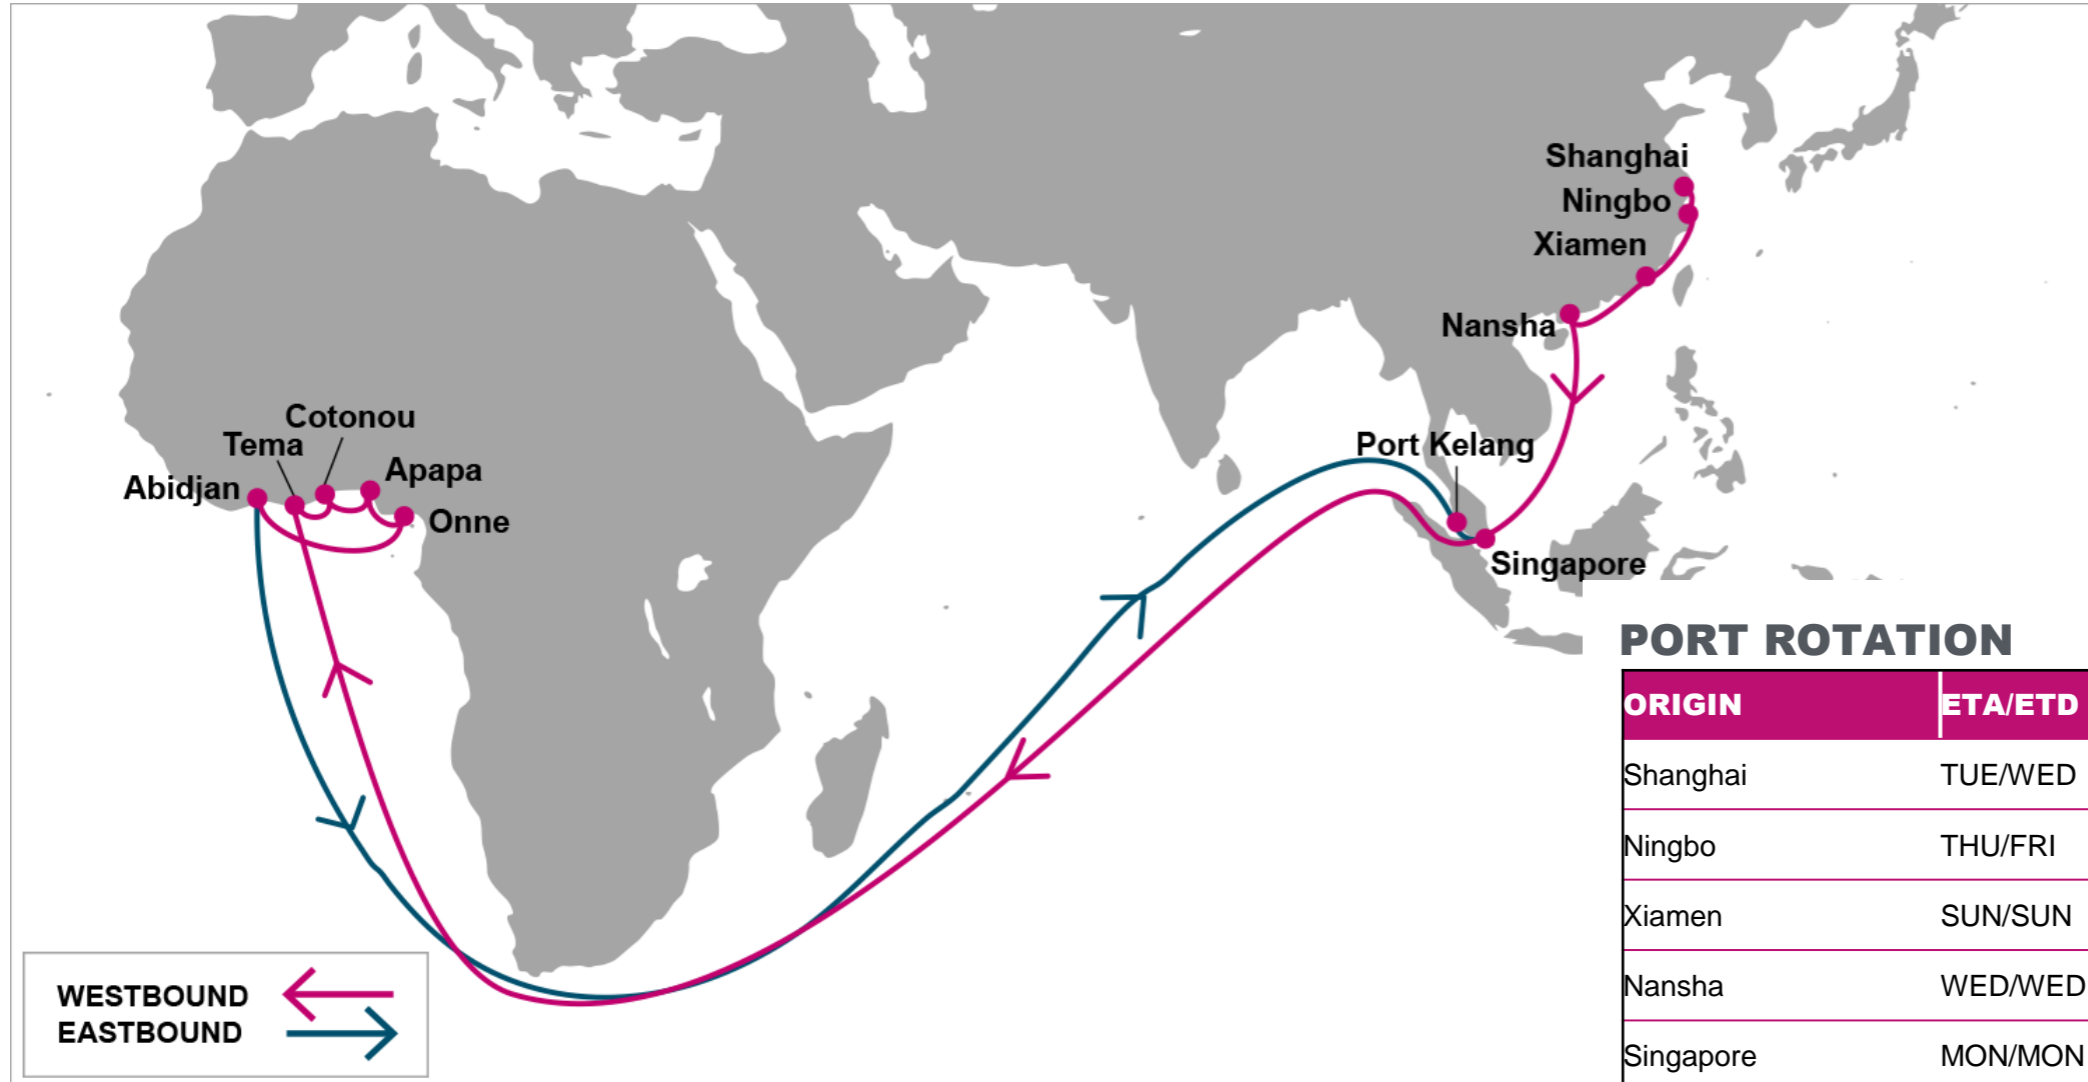 Shanghai
Ningbo
Xiamen
Nansha
Cotonou
Tema
Port Kelang
Apapa
Abidjan
Onne
Singapore
PORT ROTATION
ORIGIN ETA/ETD
Shanghai TUE/WED
Ningbo THU/FRI
Xiamen SUN/SUN
Nansha WED/WED
Singapore MON/MON
WESTBOUND
EASTBOUND